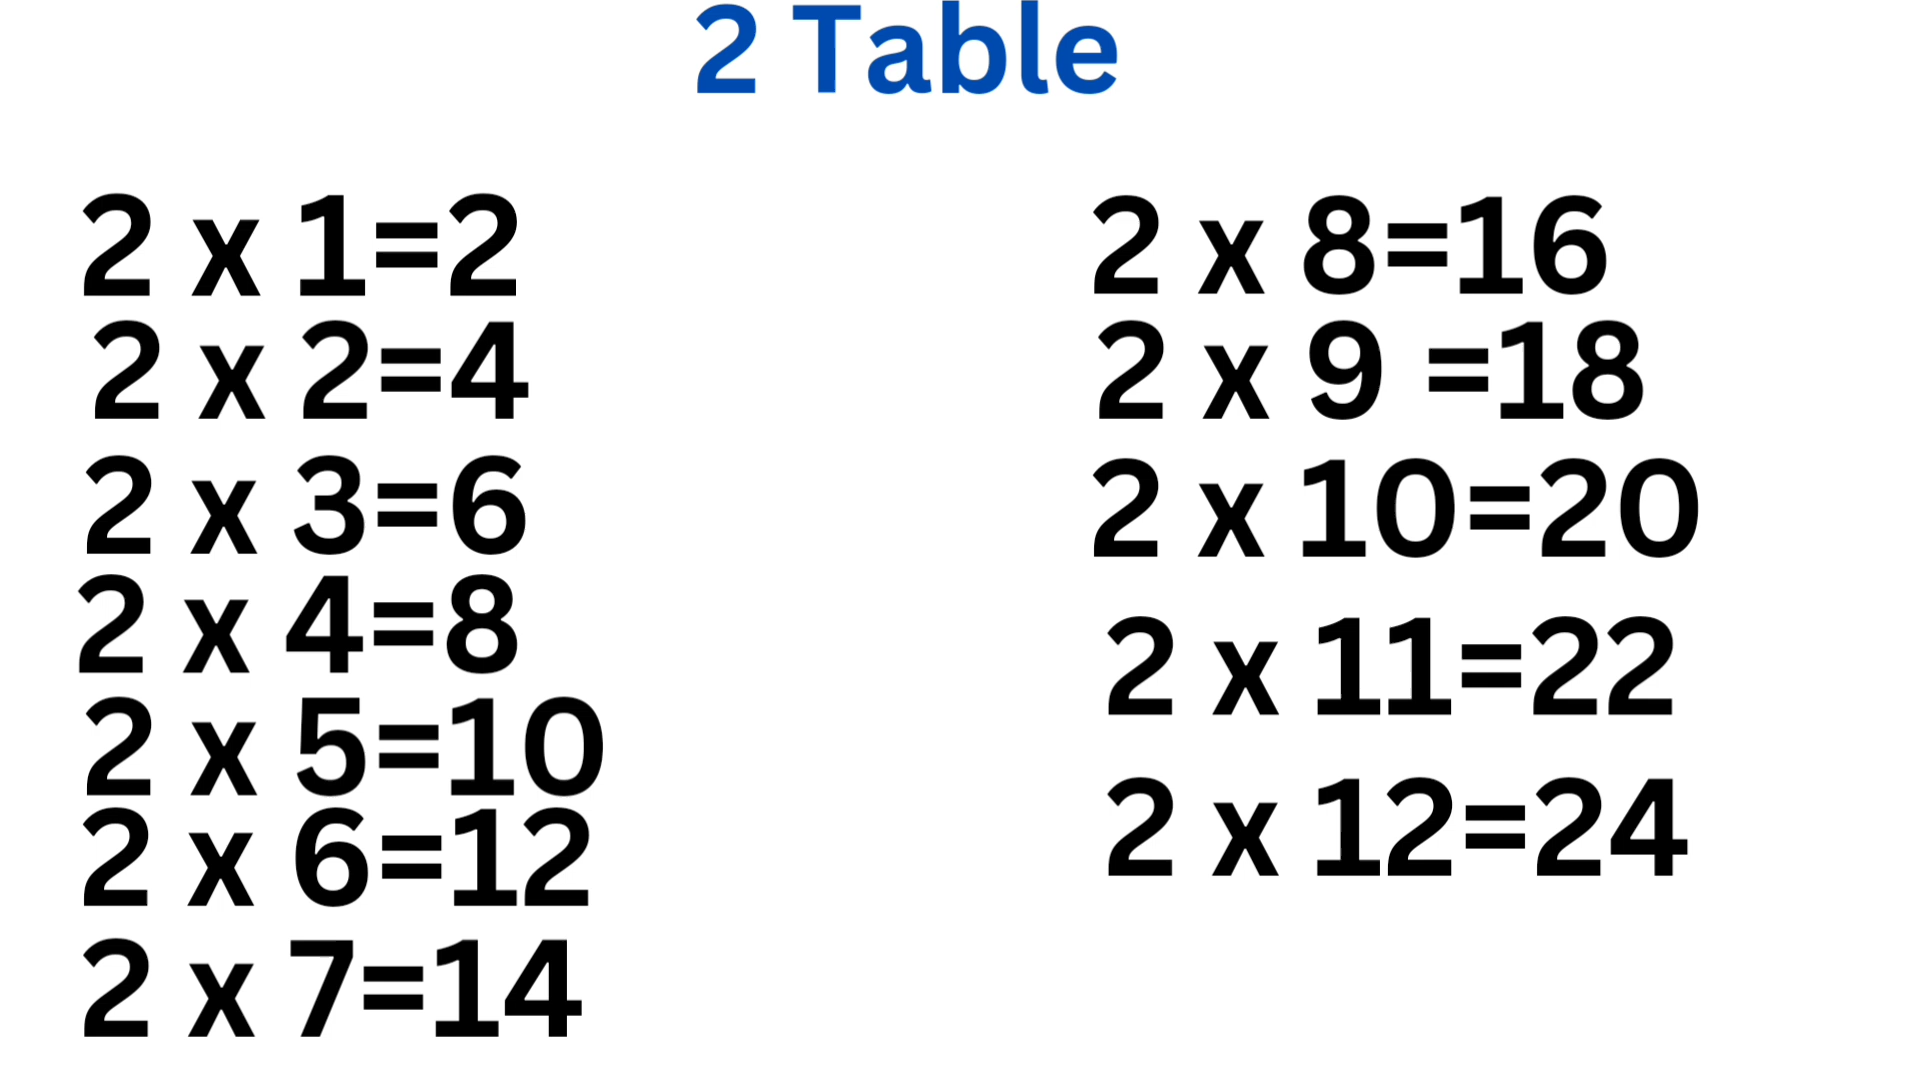 2 Table
2 x 1=2
2 x 2=4
2 x 3=6
2 x 4=8
2 x 5=10
2 x 6=12
2 x 7=14
2 x 8=16
2 x 9 =18
2 x 10=20
2 x 11=22
2 x 12=24